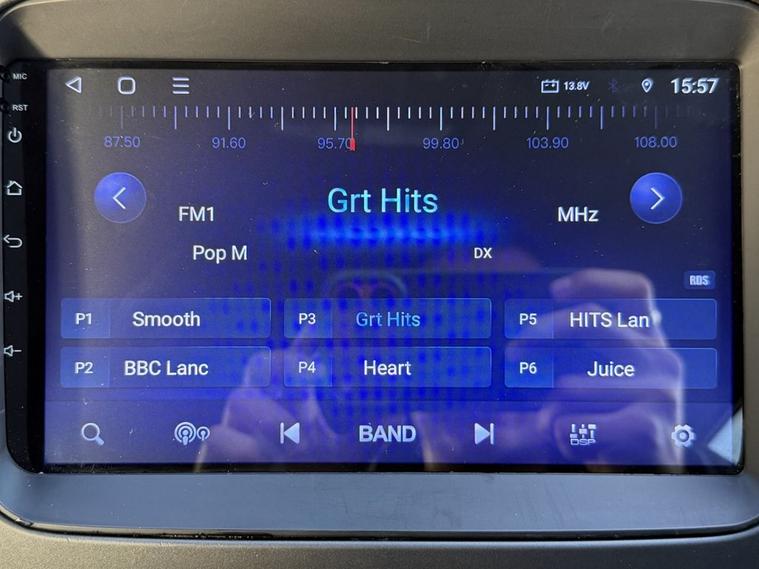 MIC
13.8V 15:57
RST
87.50 91.60 95.70 99.80 103.90 108.00
Grt Hits
FM1 MHz
Pop M DX
RDS
P1 Smooth P3 Grt Hits P5 HITS Lan
P2 BBC Lanc P4 Heart P6 Juice
BAND DSP